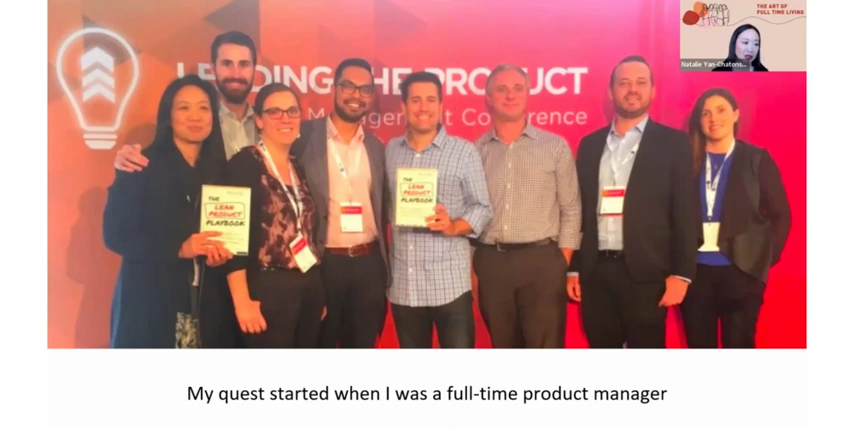 THE ART OF
FULL TIME LIVING
Natalie Yan-Chatons...
LEADING THE PRODUCT
Management Conference
THE
LEAN
PRODUCT
PLAYBOOK
THE
LEAN
PRODUCT
PLAYBOOK
My quest started when I was a full-time product manager